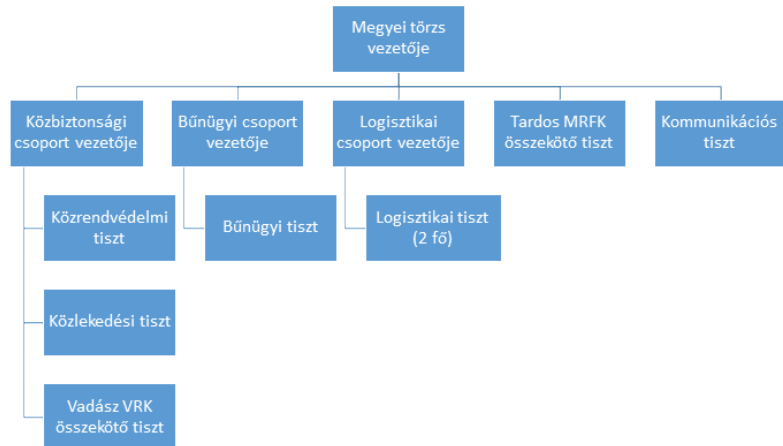 Megyei törzs
vezetője
Közbiztonsági
csoport vezetője
Bűnügyi csoport
vezetője
Logisztikai
csoport vezetője
Tardos MRFK
összekötő tiszt
Kommunikációs
tiszt
Közrendvédelmi
tiszt
Bűnügyi tiszt
Logisztikai tiszt
(2 fő)
Közlekedési tiszt
Vadász VRK
összekötő tiszt